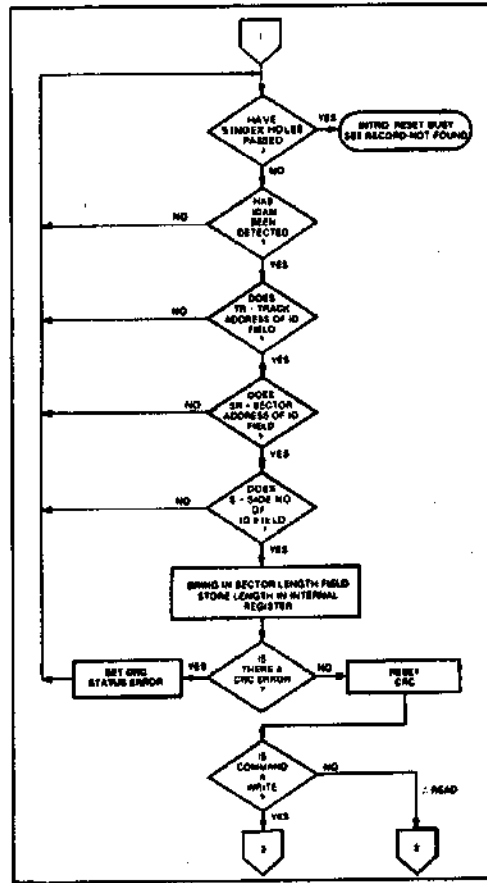 1
HAVE
5 INDEX HOLES
PASSED
?
YES
INTRQ, RESET BUSY
SET RECORD-NOT FOUND
NO
HAS
IDAM
BEEN
DETECTED
?
NO
YES
DOES
TR = TRACK
ADDRESS OF ID
FIELD
?
NO
YES
DOES
SR = SECTOR
ADDRESS OF ID
FIELD
?
NO
YES
DOES
S = SIDE NO
OF
ID FIELD
?
NO
YES
BRING IN SECTOR LENGTH FIELD
STORE LENGTH IN INTERNAL
REGISTER
SET CRC
STATUS ERROR
YES
IS
THERE A
CRC ERROR
?
NO
RESET
CRC
IS
COMMAND
A
WRITE
?
NO
READ
YES